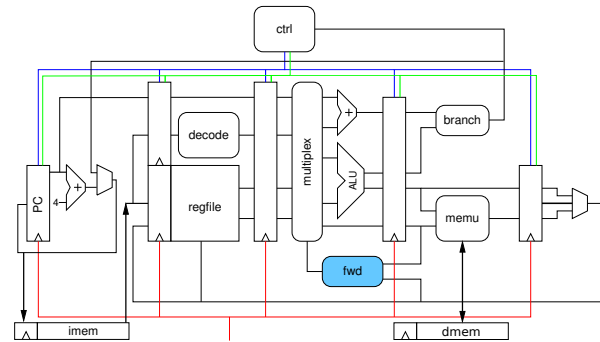 ctrl
decode
multiplex
+
branch
PC
4
+
regfile
ALU
memu
fwd
imem
dmem